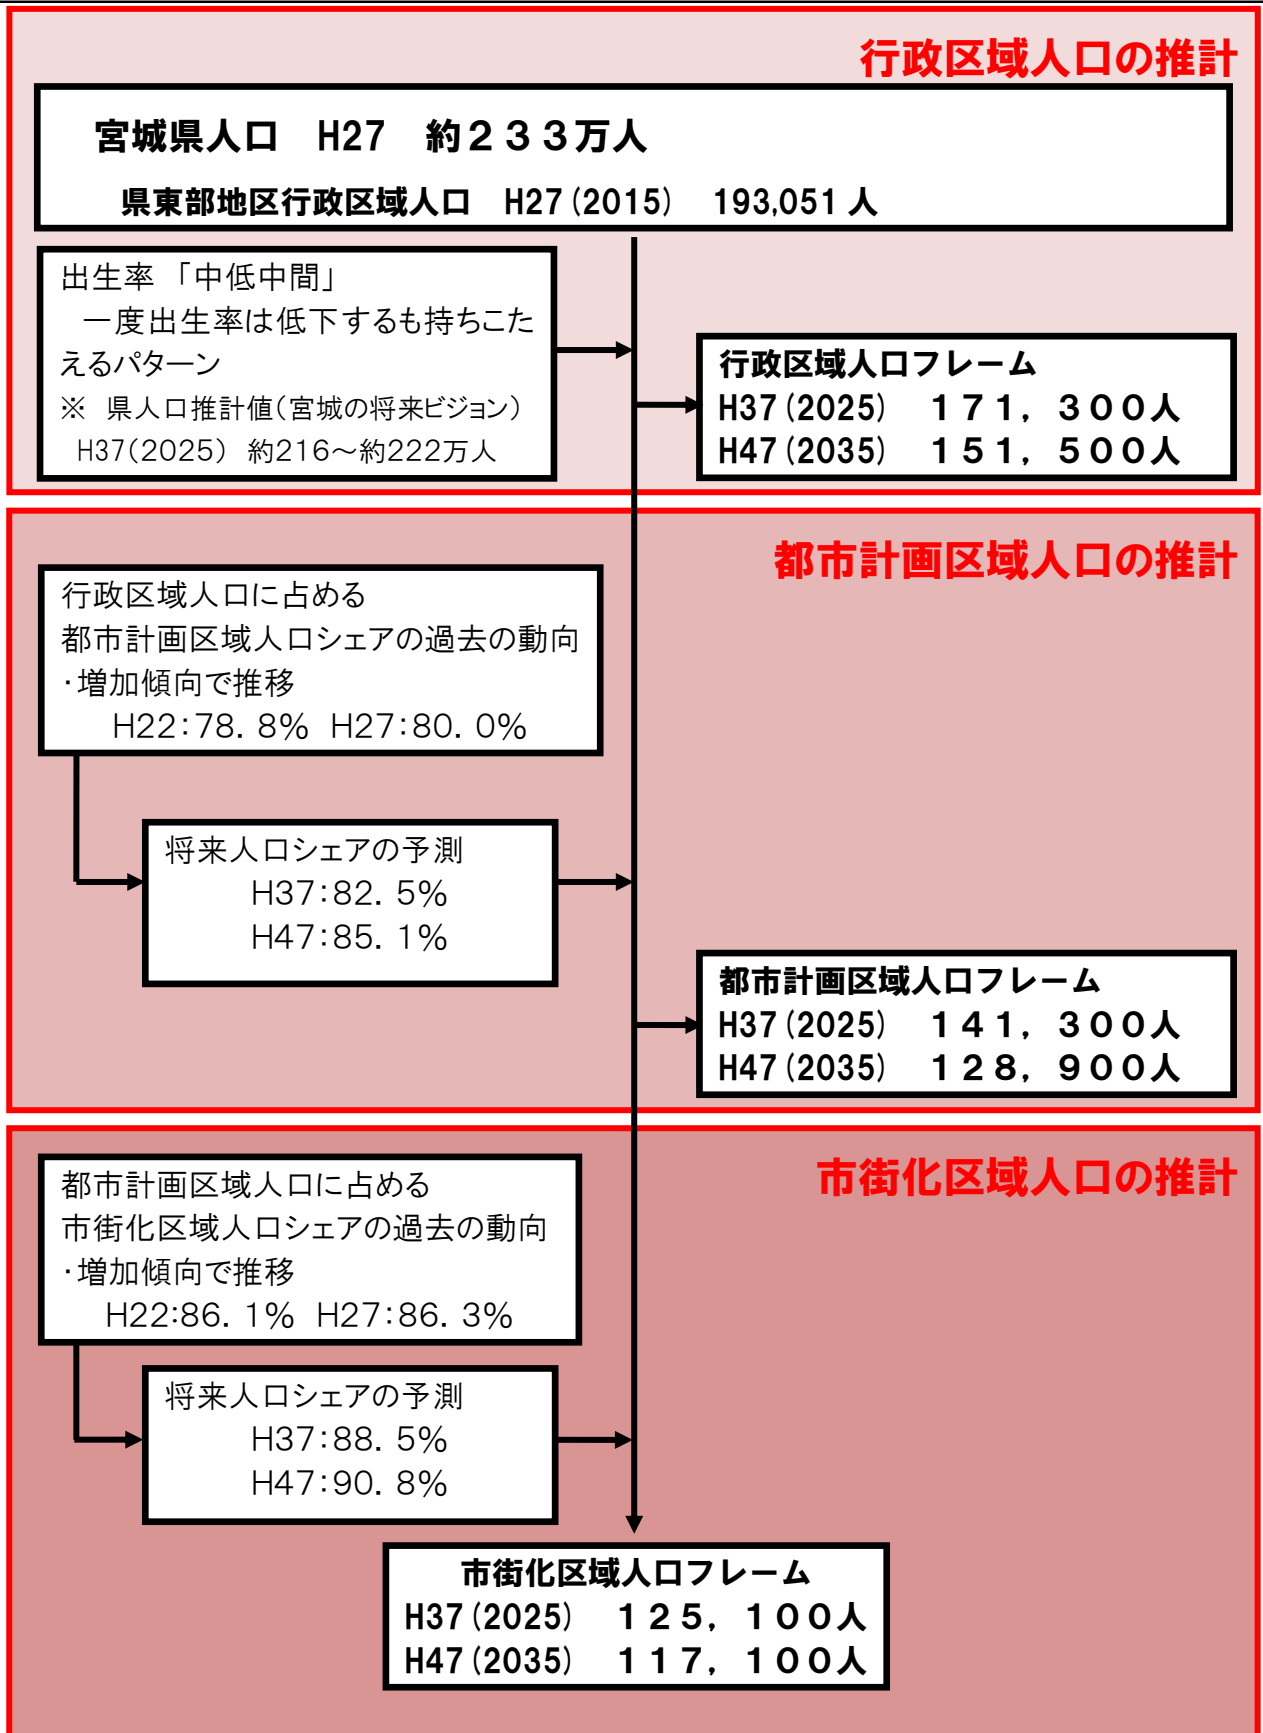 行政区域人口の推計
宮城県人口　H27　約２３３万人
県東部地区行政区域人口　H27(2015)　193,051人
出生率 「中低中間」
一度出生率は低下するも持ちこた
えるパターン
※　県人口推計値（宮城の将来ビジョン）
H37(2025)　約216～約222万人
行政区域人口フレーム
H37(2025)　１７１，３００人
H47(2035)　１５１，５００人
都市計画区域人口の推計
行政区域人口に占める
都市計画区域人口シェアの過去の動向
・増加傾向で推移
H22：78．8%　H27：80．0%
将来人口シェアの予測
H37：82．5%
H47：85．1%
都市計画区域人口フレーム
H37(2025)　１４１，３００人
H47(2035)　１２８，９００人
市街化区域人口の推計
都市計画区域人口に占める
市街化区域人口シェアの過去の動向
・増加傾向で推移
H22：86．1%　H27：86．3%
将来人口シェアの予測
H37：88．5%
H47：90．8%
市街化区域人口フレーム
H37(2025)　１２５，１００人
H47(2035)　１１７，１００人